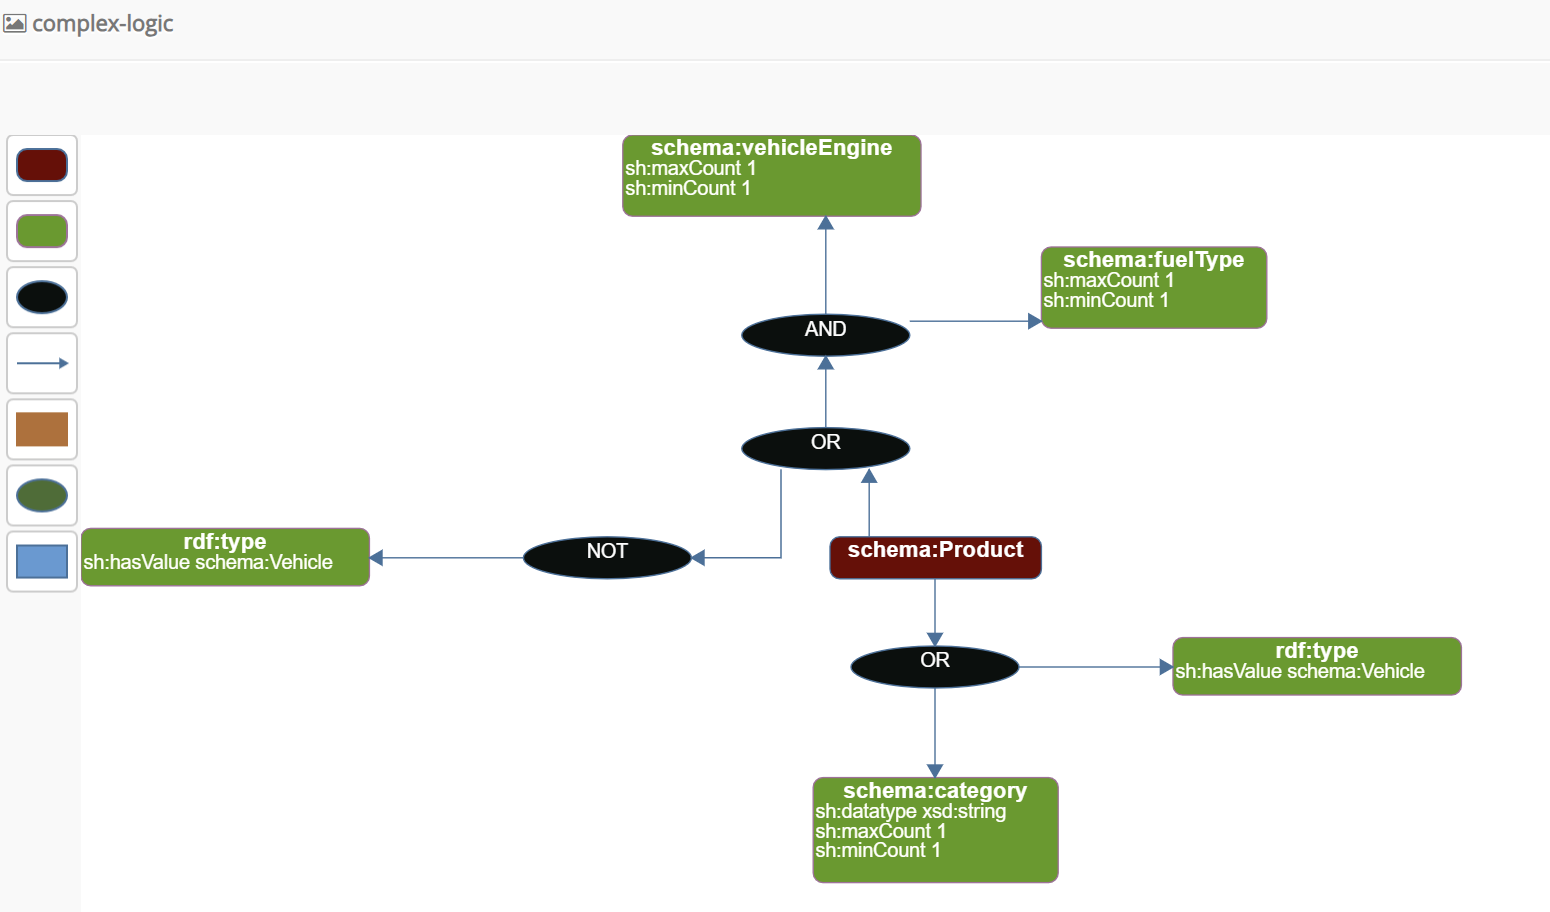 complex-logic
schema:vehicleEngine
sh:maxCount 1
sh:minCount 1
schema:fuelType
sh:maxCount 1
sh:minCount 1
AND
OR
rdf:type
sh:hasValue schema:Vehicle
NOT
schema:Product
OR
rdf:type
sh:hasValue schema:Vehicle
schema:category
sh:datatype xsd:string
sh:maxCount 1
sh:minCount 1